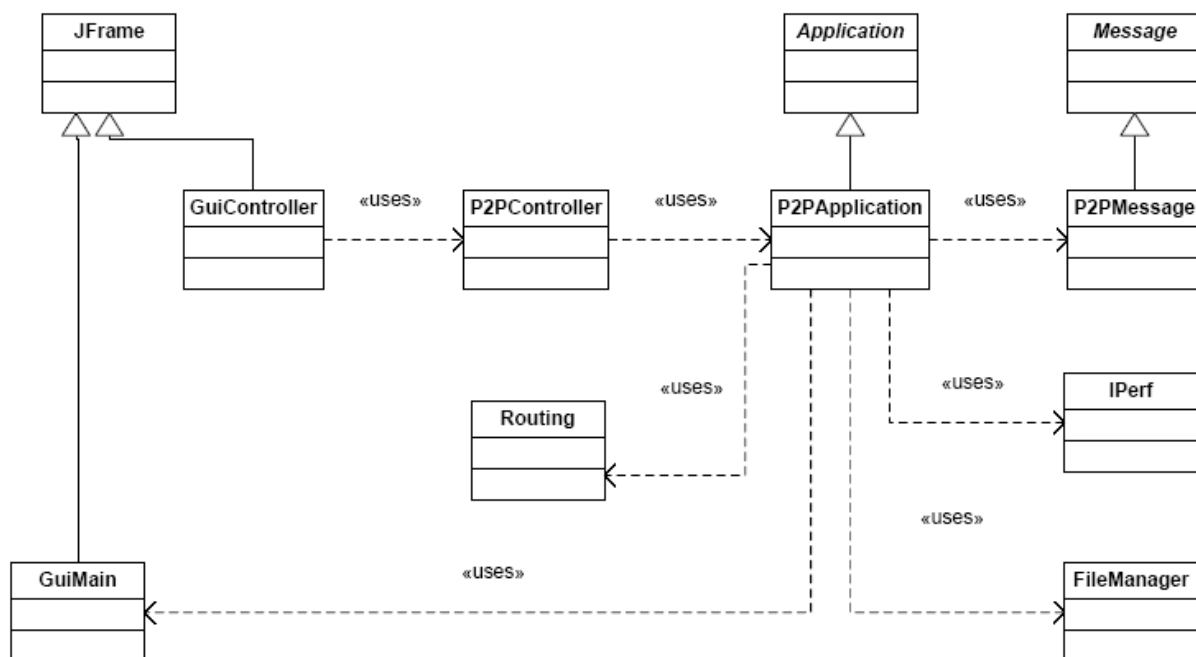 JFrame
Application
Message
GuiController
«uses»
P2PController
«uses»
P2PApplication
«uses»
P2PMessage
«uses»
IPerf
«uses»
Routing
«uses»
GuiMain
«uses»
FileManager